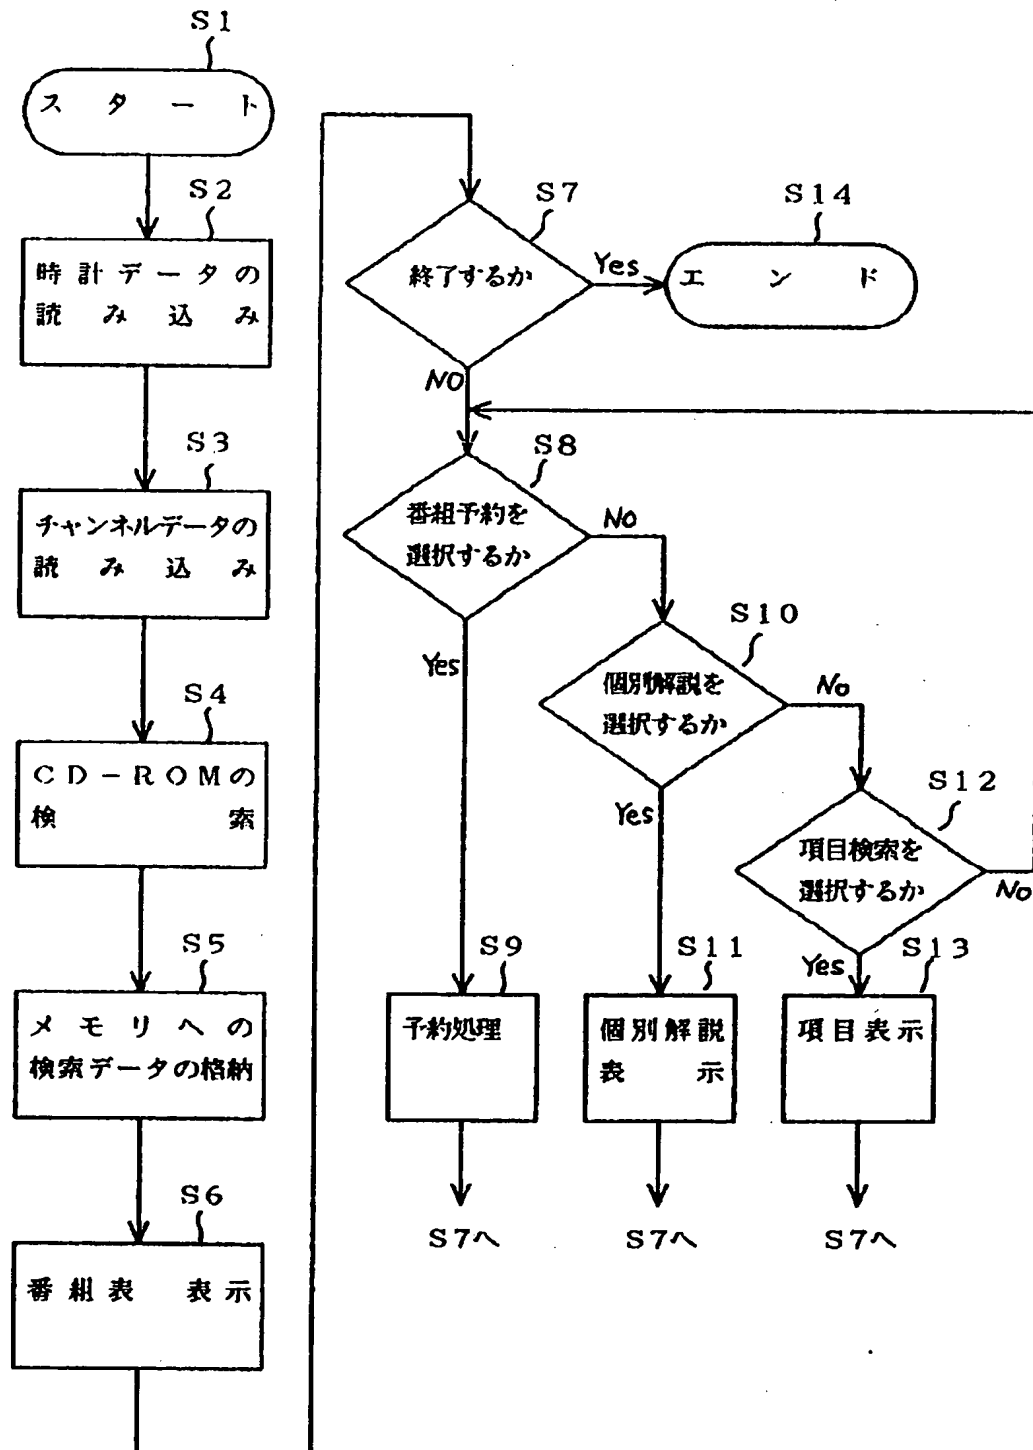 S1
スタート
S2
時計データの
読み込み
S3
チャンネルデータの
読み込み
S4
CD-ROMの
検索
S5
メモリへの
検索データの格納
S6
番組表 表示
S7
終了するか
Yes
S14
エンド
NO
S8
番組予約を
選択するか
No
Yes
S10
個別解説を
選択するか
No
Yes
S12
項目検索を
選択するか
No
Yes
S9
予約処理
S7へ
S11
個別解説
表示
S7へ
S13
項目表示
S7へ